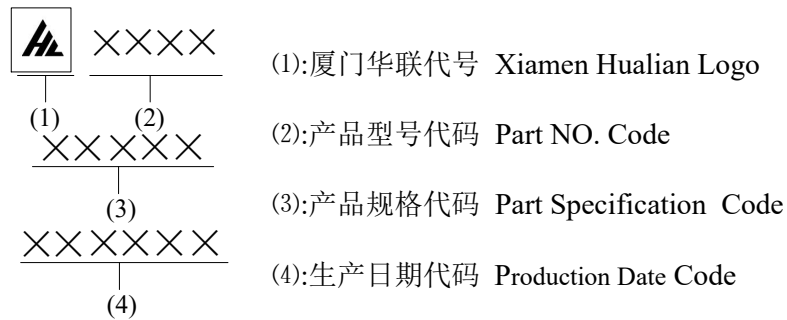 HL ××××
⑴:厦门华联代号 Xiamen Hualian Logo
(1) (2)
⑵:产品型号代码 Part NO. Code
×××××
(3)
⑶:产品规格代码 Part Specification Code
××××××
⑷:生产日期代码 Production Date Code
(4)